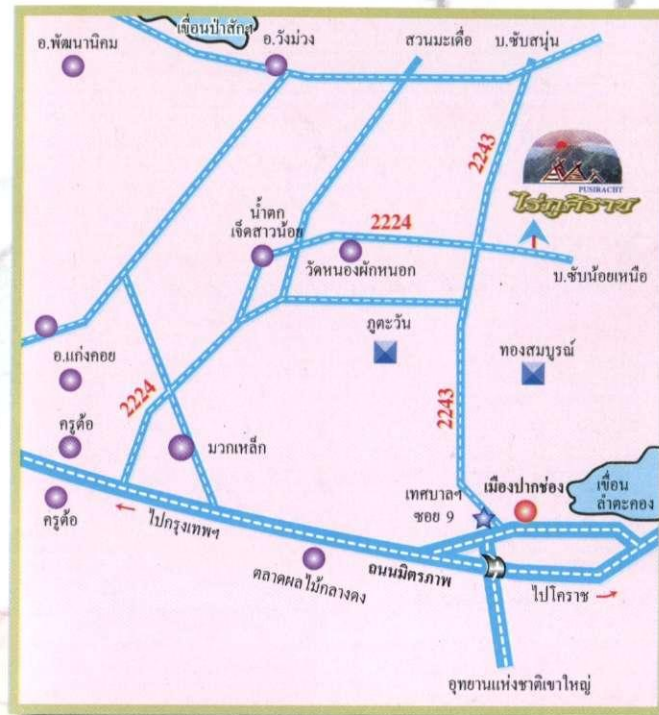 เขื่อนป่าสักฯ
อ.พัฒนานิคม
อ.วังม่วง
สวนมะเดื่อ
บ.ซับสนุ่น
2243
PUSIRACHT
ไร่ภูศิราช
น้ำตก
เจ็ดสาวน้อย
2224
วัดหนองผักหนอก
บ.ซับน้อยเหนือ
ภูตะวัน
ทองสมบูรณ์
อ.แก่งคอย
2224
2243
ครูต้อ
มวกเหล็ก
เทศบาลฯ
ซอย 9
เมืองปากช่อง
เขื่อน
ลำตะคอง
ครูต้อ
ไปกรุงเทพฯ
ตลาดผลไม้กลางดง
ถนนมิตรภาพ
ไปโคราช
อุทยานแห่งชาติเขาใหญ่